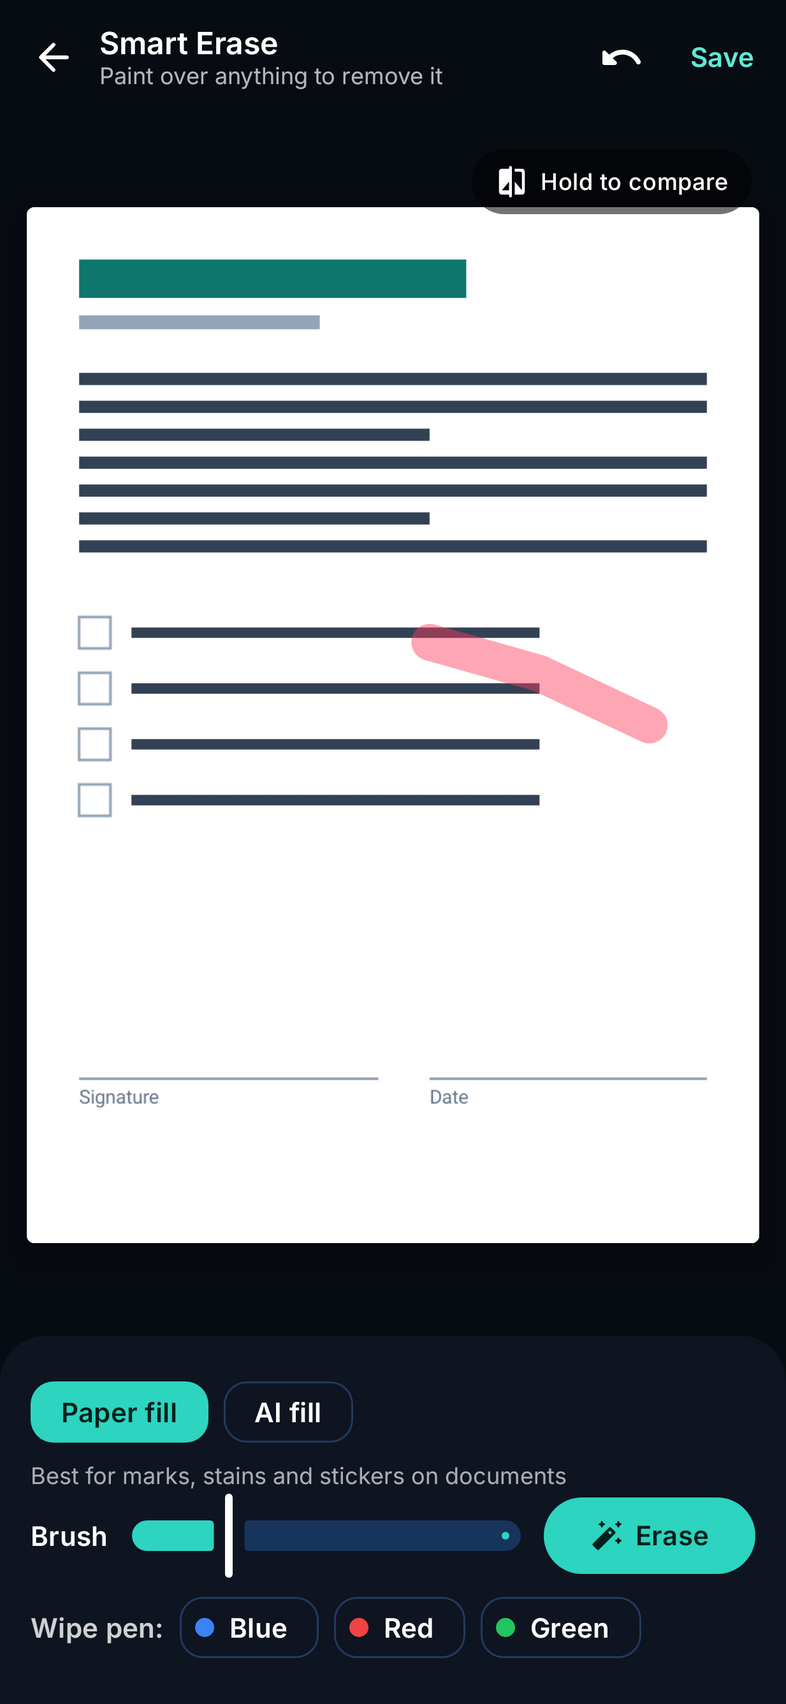 Smart Erase
Paint over anything to remove it
Save
Hold to compare
Signature
Date
Paper fill
AI fill
Best for marks, stains and stickers on documents
Brush
Erase
Wipe pen:
Blue
Red
Green